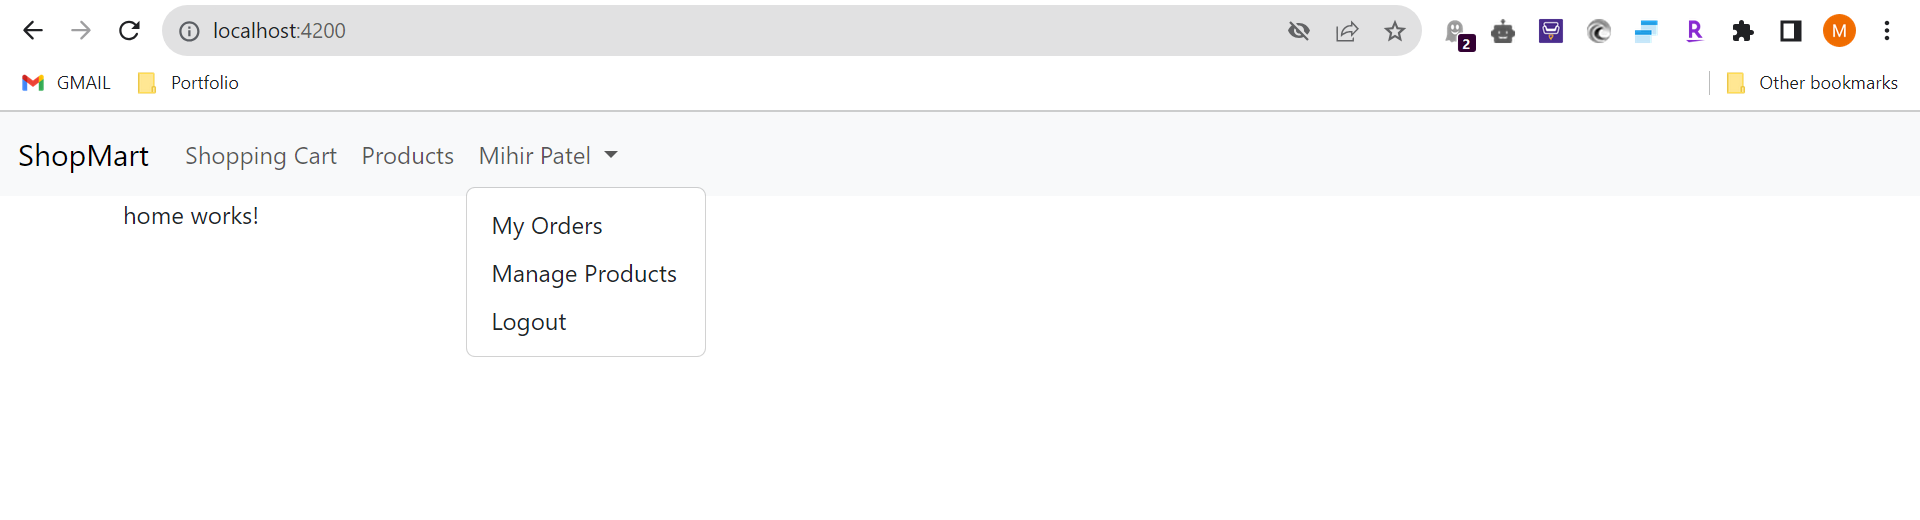 localhost:4200
2
R
M
GMAIL Portfolio Other bookmarks
ShopMart Shopping Cart Products Mihir Patel
home works!
My Orders
Manage Products
Logout